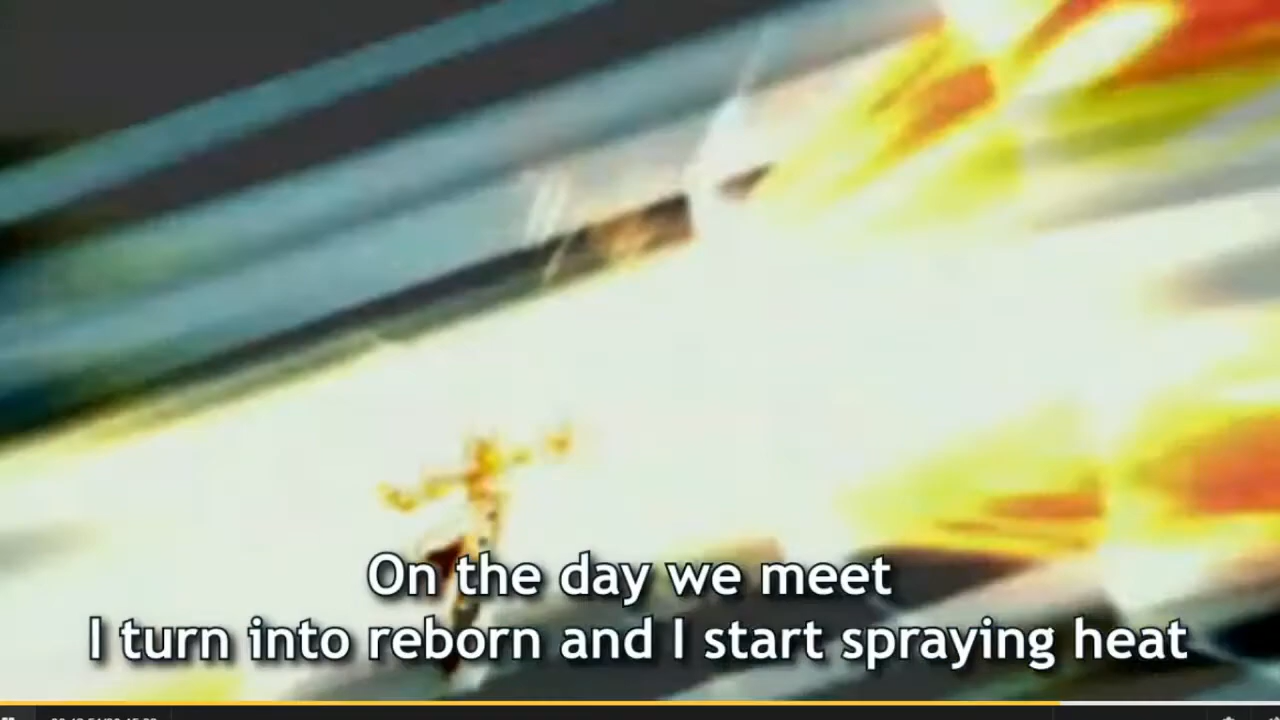 On the day we meet
I turn into reborn and I start spraying heat